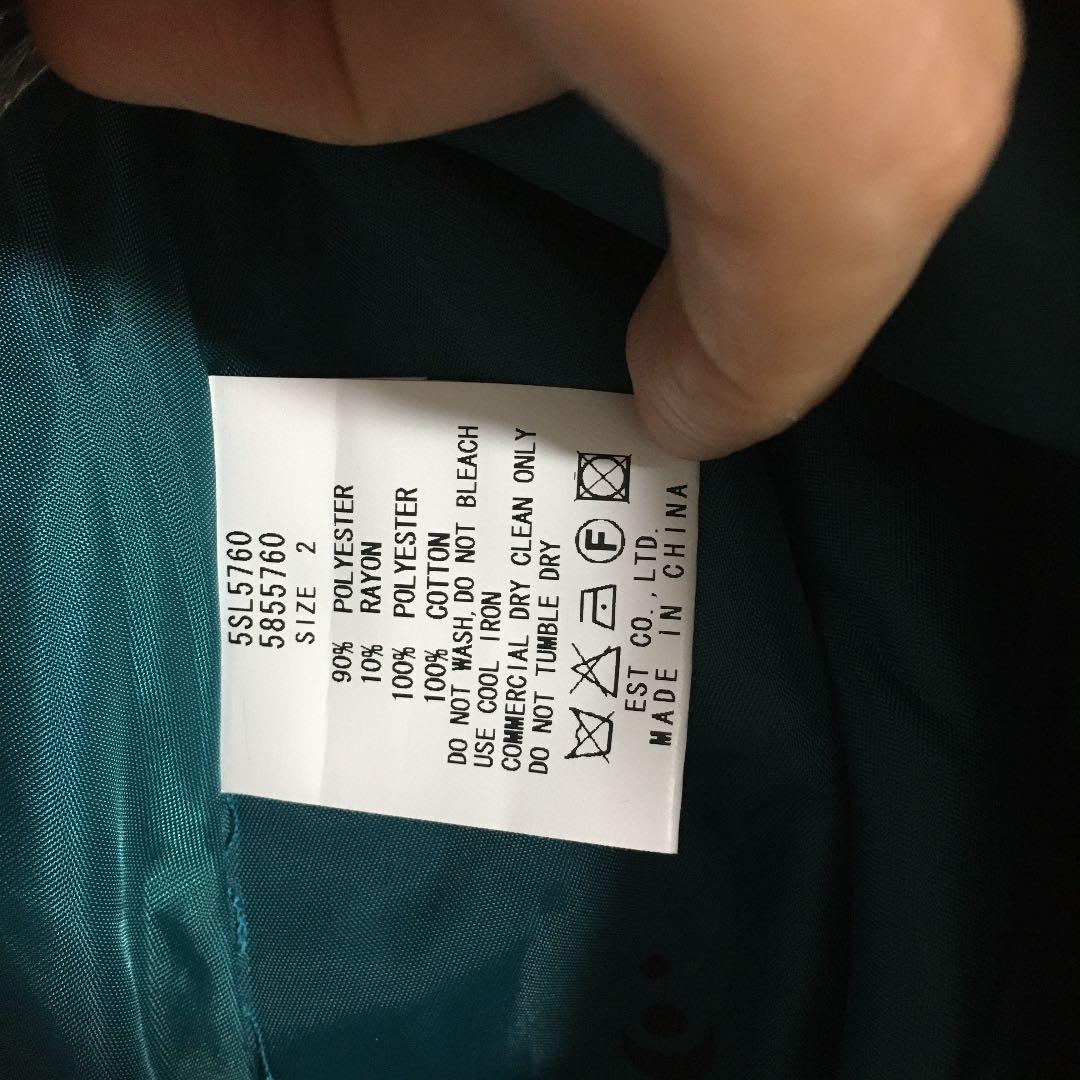 5SL5760
5855760
SIZE 2
90% POLYESTER
10% RAYON
100% POLYESTER
100% COTTON
DO NOT WASH,DO NOT BLEACH
USE COOL IRON
COMMERCIAL DRY CLEAN ONLY
DO NOT TUMBLE DRY
F
EST CO.,LTD.
MADE IN CHINA